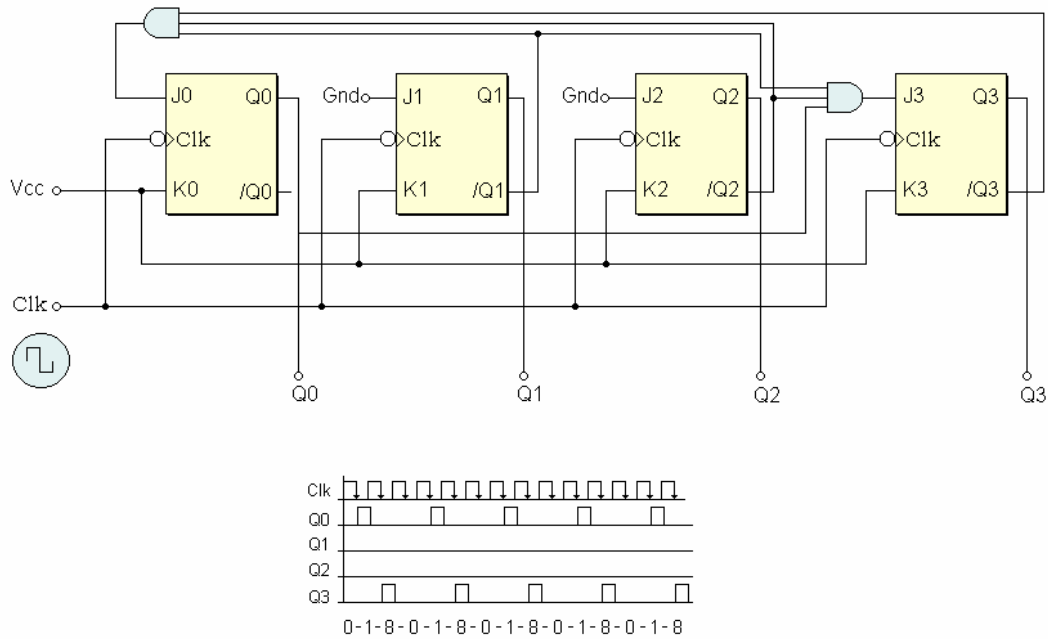 J0 Q0 Gnd J1 Q1 Gnd J2 Q2 J3 Q3
Clk Clk Clk Clk
Vcc K0 /Q0 K1 /Q1 K2 /Q2 K3 /Q3
Clk
Q0 Q1 Q2 Q3
Clk
Q0
Q1
Q2
Q3
0-1-8-0-1-8-0-1-8-0-1-8-0-1-8